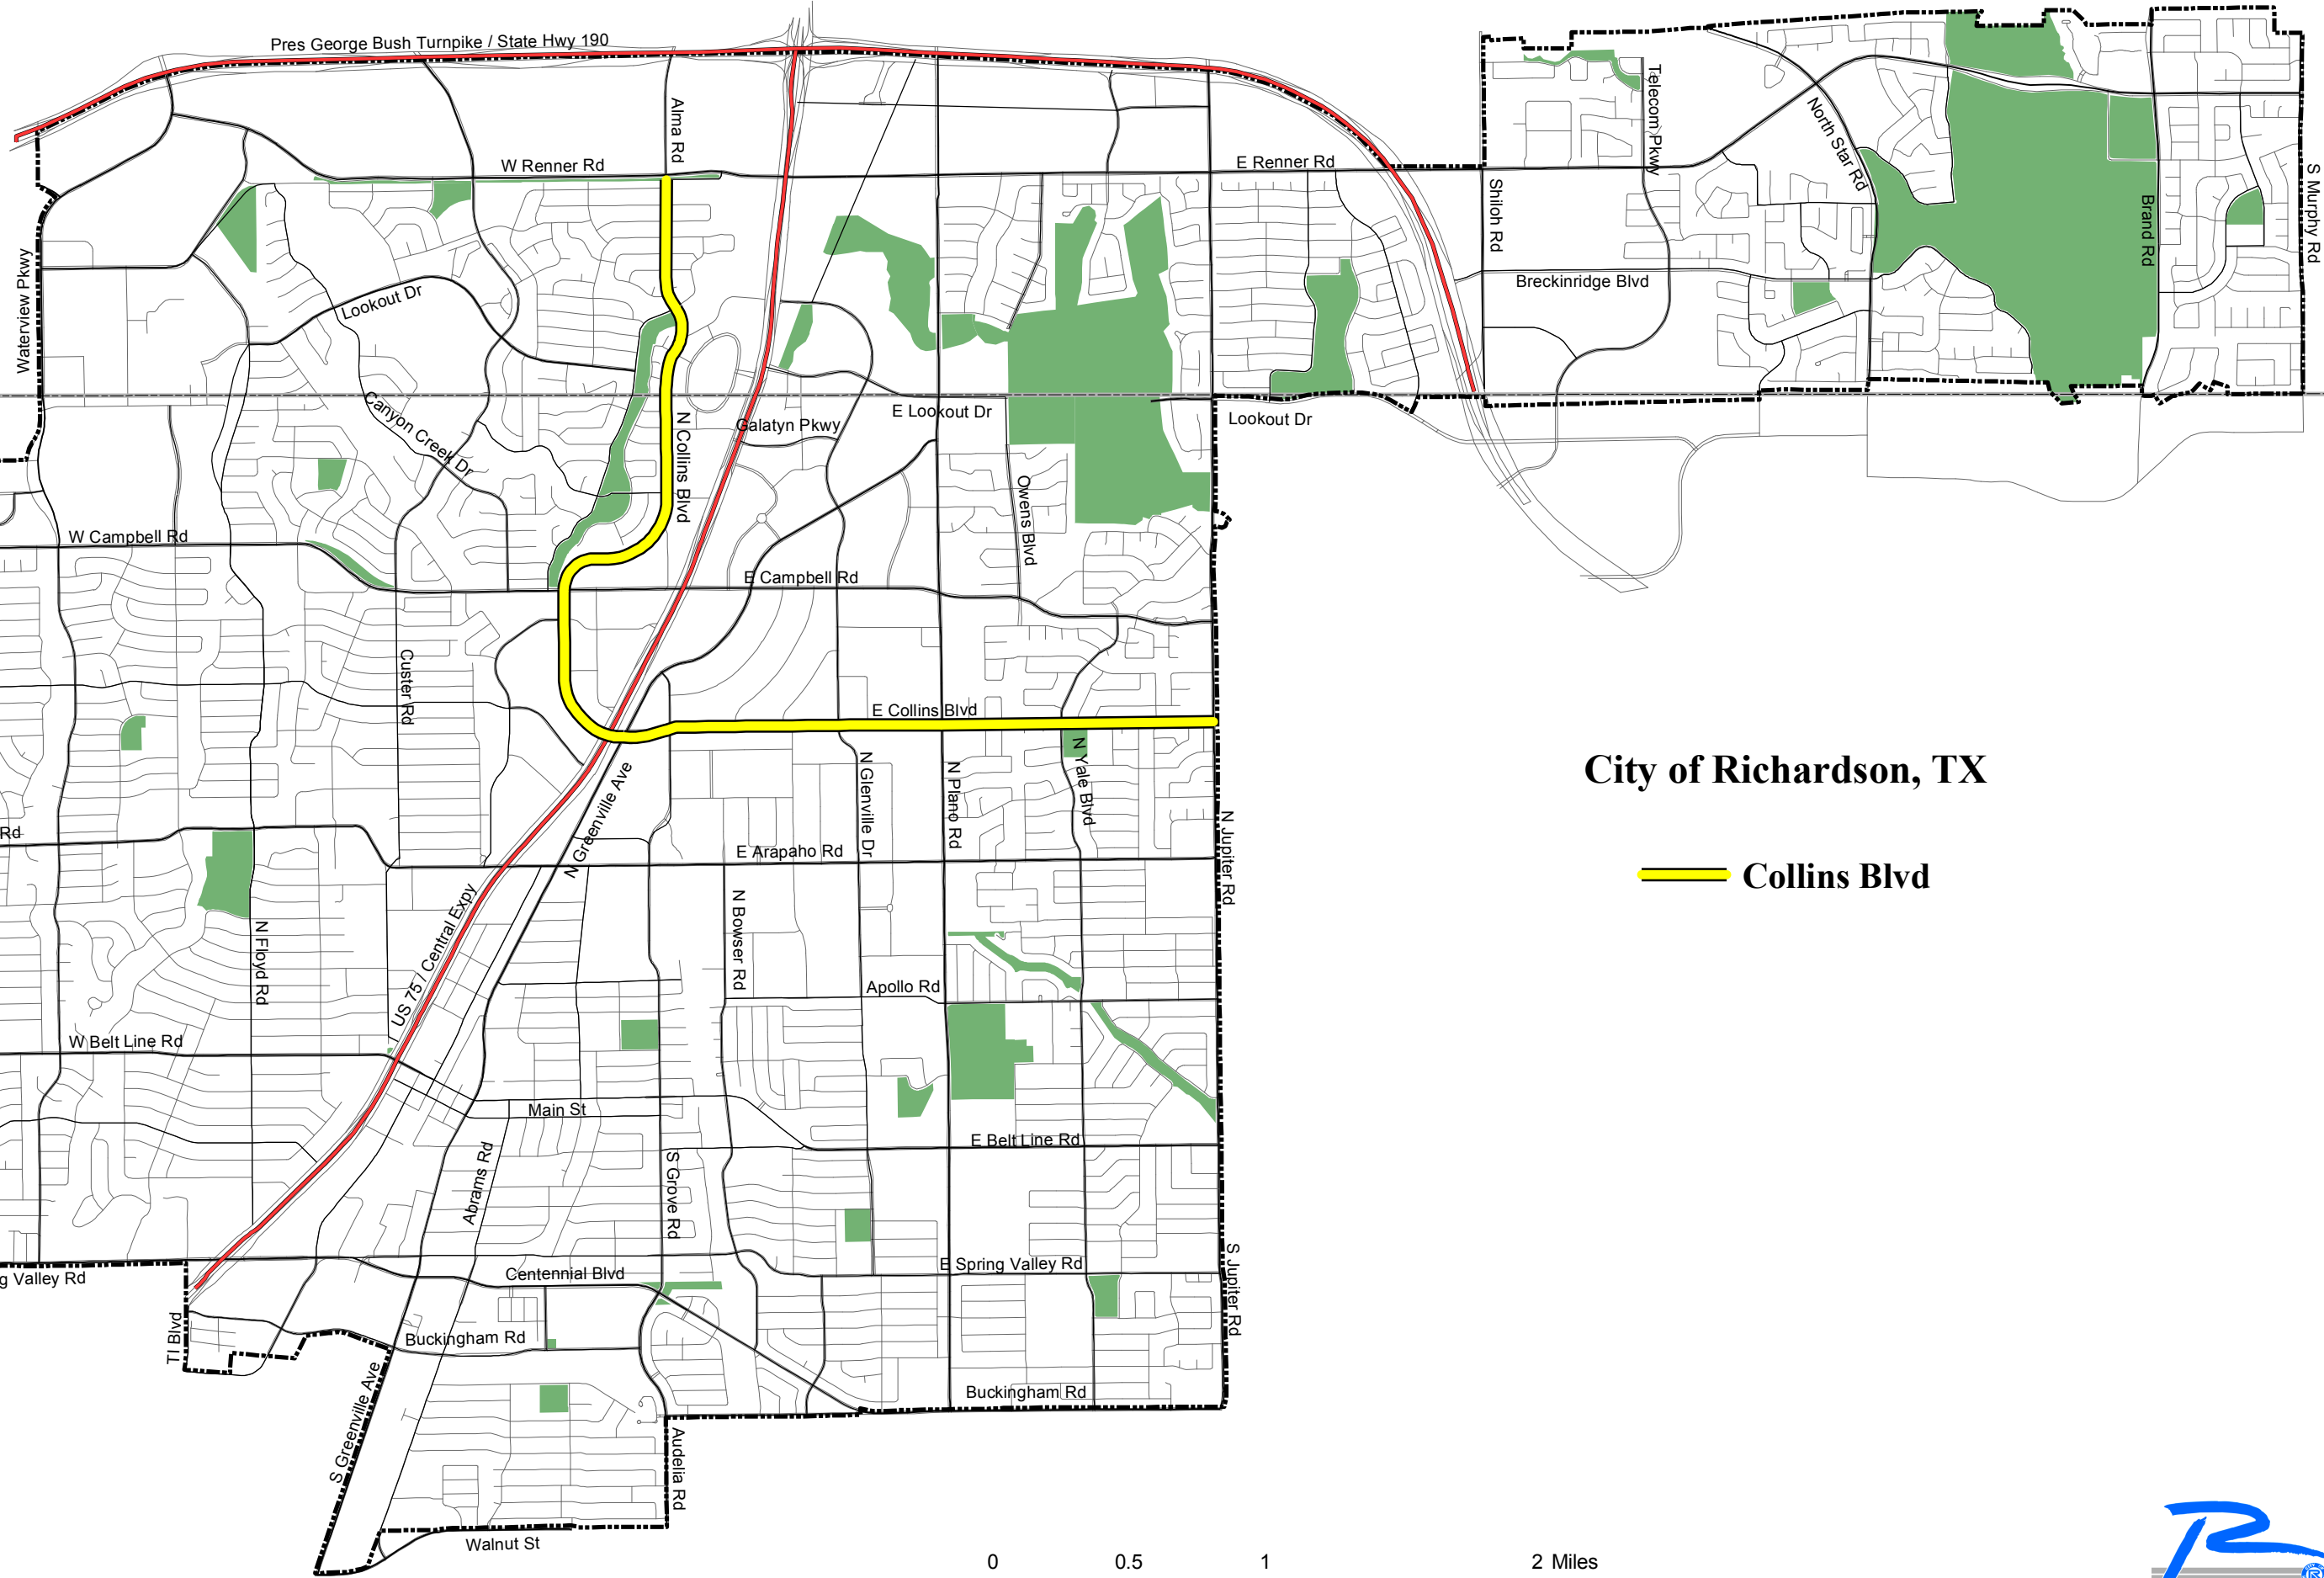 Pres George Bush Turnpike / State Hwy 190
Alma Rd
Telecom Pkwy
North Star Rd
W Renner Rd
E Renner Rd
Shiloh Rd
S Murphy Rd
Brand Rd
Waterview Pkwy
Lookout Dr
Breckinridge Blvd
Canyon Creek Dr
N Collins Blvd
Galatyn Pkwy
E Lookout Dr
Lookout Dr
Owens Blvd
W Campbell Rd
E Campbell Rd
Custer Rd
E Collins Blvd
N Greenville Ave
N Glenville Dr
N Plano Rd
N Yale Blvd
City of Richardson, TX
N Jupiter Rd
Rd
E Arapaho Rd
Collins Blvd
N Floyd Rd
US 75 / Central Expy
N Bowser Rd
Apollo Rd
W Belt Line Rd
Main St
E Belt Line Rd
Abrams Rd
S Grove Rd
g Valley Rd
Centennial Blvd
E Spring Valley Rd
S Jupiter Rd
TI Blvd
Buckingham Rd
S Greenville Ave
Buckingham Rd
Audelia Rd
Walnut St
0 0.5 1 2 Miles